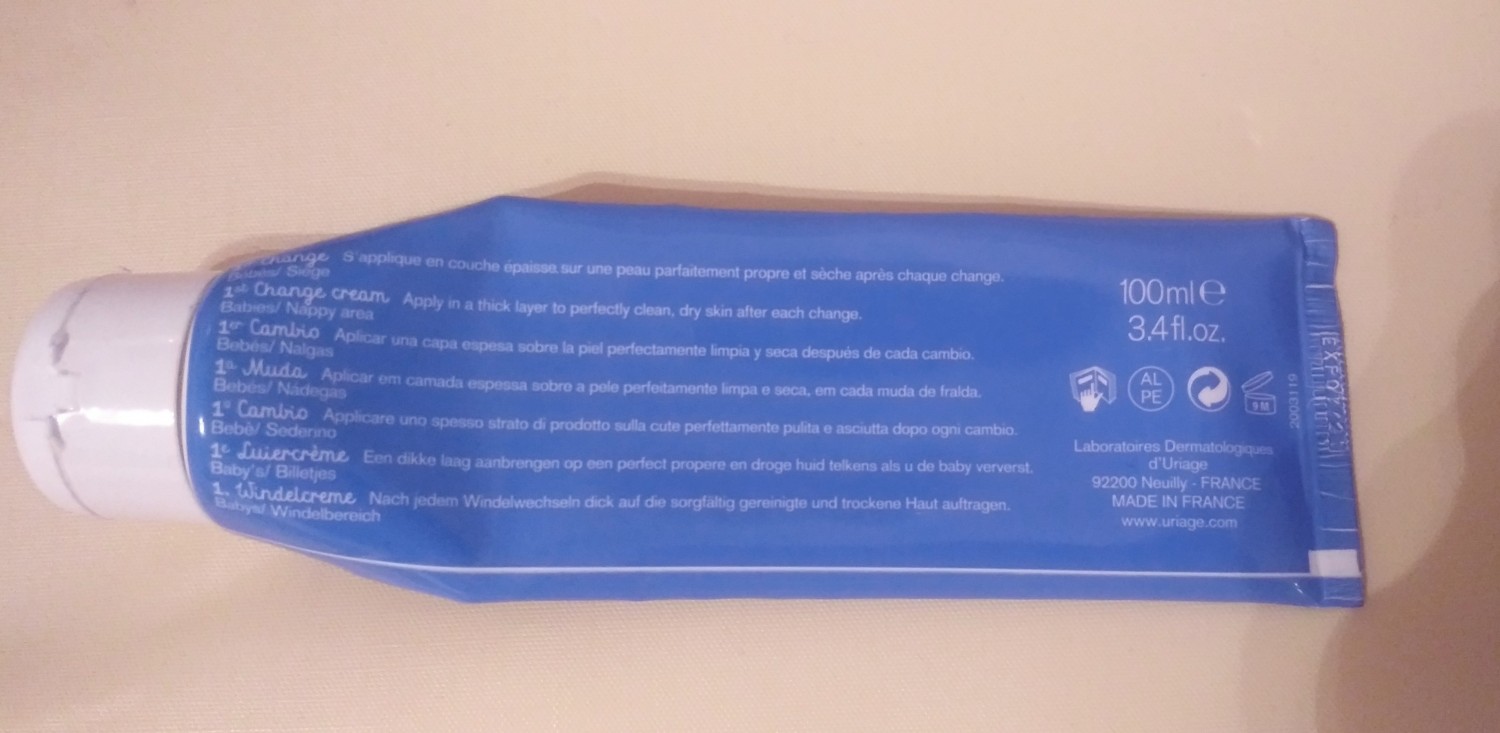 change S'applique en couche épaisse sur une peau parfaitement propre et sèche après chaque change.
Bébés/ Siège
1st Change cream Apply in a thick layer to perfectly clean, dry skin after each change.
Babies/ Nappy area
1er Cambio Aplicar una capa espesa sobre la piel perfectamente limpia y seca después de cada cambio.
Bebés/ Nalgas
1a Muda Aplicar em camada espessa sobre a pele perfeitamente limpa e seca, em cada muda de fralda.
Bebés/ Nádegas
1° Cambio Applicare uno spesso strato di prodotto sulla cute perfettamente pulita e asciutta dopo ogni cambio.
Bebè/ Sederino
1e Luiercrème Een dikke laag aanbrengen op een perfect propere en droge huid telkens als u de baby ververst.
Baby's/ Billetjes
1. Windelcreme Nach jedem Windelwechseln dick auf die sorgfältig gereinigte und trockene Haut auftragen.
Babys/ Windelbereich
100ml e
3.4 fl.oz.
AL
PE
9 M
Laboratoires Dermatologiques
d'Uriage
92200 Neuilly - FRANCE
MADE IN FRANCE
www.uriage.com
2003119
EXP